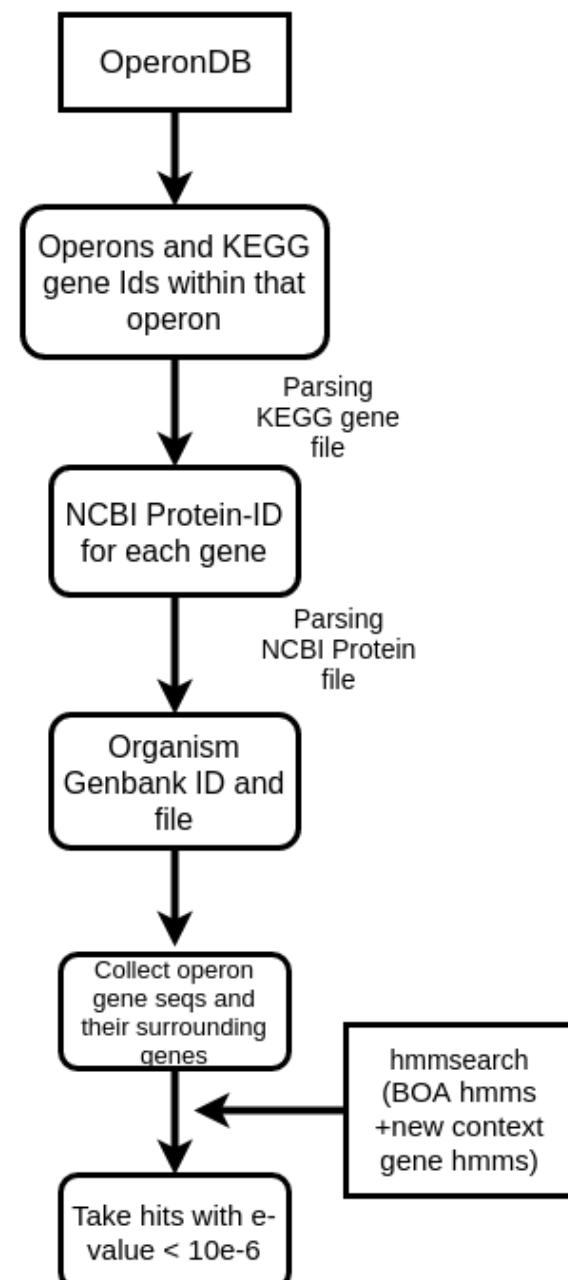 OperonDB
Operons and KEGG
gene Ids within that
operon
Parsing
KEGG gene
file
NCBI Protein-ID
for each gene
Parsing
NCBI Protein
file
Organism
Genbank ID and
file
Collect operon
gene seqs and
their surrounding
genes
hmmsearch
(BOA hmms
+new context
gene hmms)
Take hits with e-
value < 10e-6